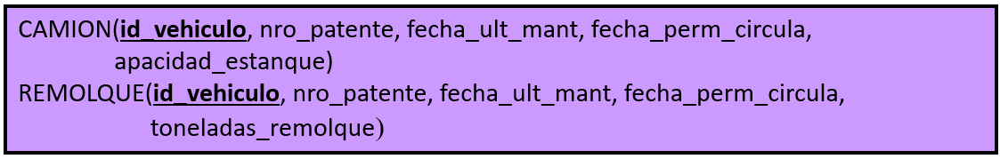 CAMION(id_vehiculo, nro_patente, fecha_ult_mant, fecha_perm_circula,
apacidad_estanque)
REMOLQUE(id_vehiculo, nro_patente, fecha_ult_mant, fecha_perm_circula,
toneladas_remolque)